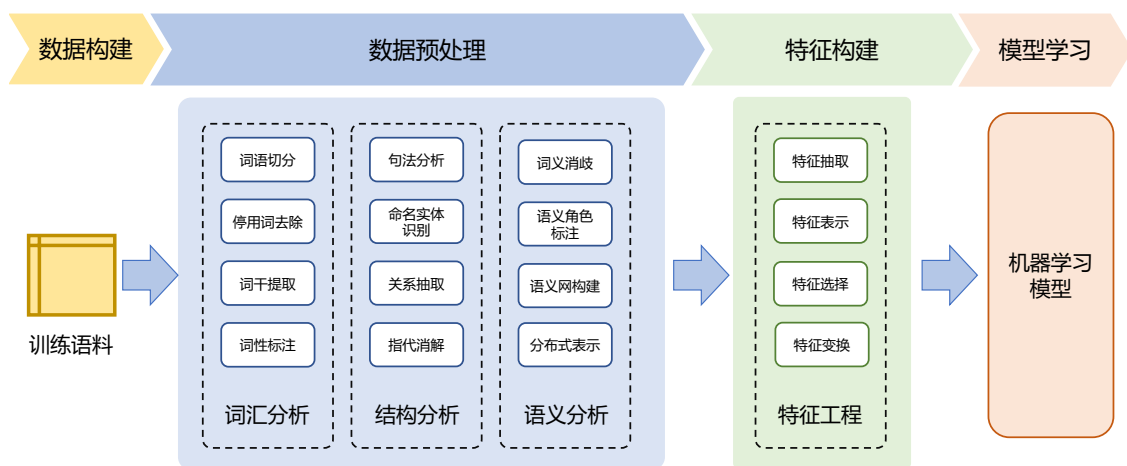 数据构建
数据预处理
特征构建
模型学习
训练语料
词语切分
停用词去除
词干提取
词性标注
词汇分析
句法分析
命名实体
识别
关系抽取
指代消解
结构分析
词义消歧
语义角色
标注
语义网构建
分布式表示
语义分析
特征抽取
特征表示
特征选择
特征变换
特征工程
机器学习
模型